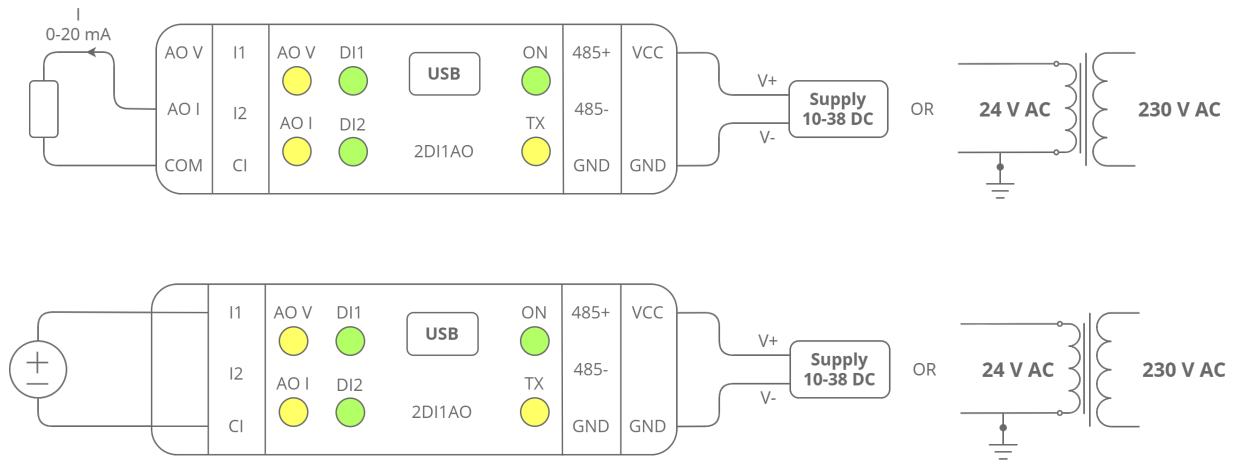 I
0-20 mA
AO V I1 AO V DI1 USB ON 485+ VCC
AO I I2 485-
AO I DI2 2DI1AO TX
COM CI GND GND
V+
Supply
10-38 DC
V-
OR
24 V AC 230 V AC
I1 AO V DI1 USB ON 485+ VCC
I2 485-
AO I DI2 2DI1AO TX
CI GND GND
V+
Supply
10-38 DC
V-
OR
24 V AC 230 V AC